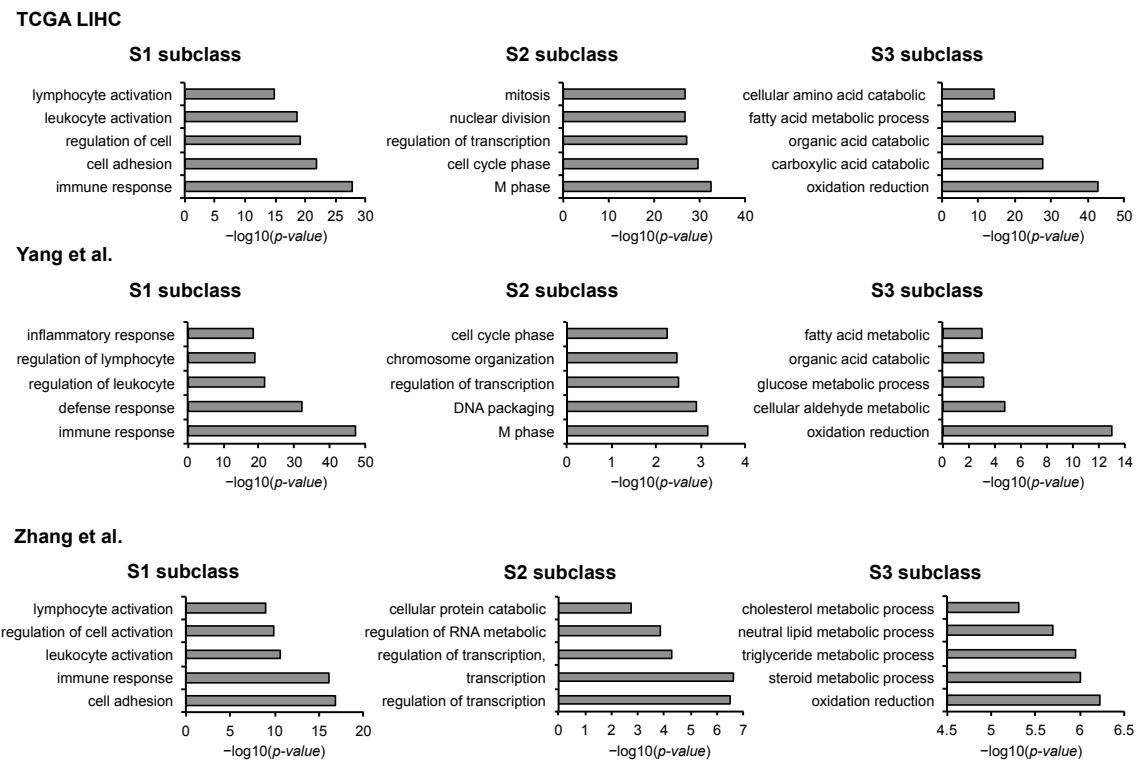 TCGA LIHC
S1 subclass
lymphocyte activation
leukocyte activation
regulation of cell
cell adhesion
immune response
0 5 10 15 20 25 30
−log10(p-value)
S2 subclass
mitosis
nuclear division
regulation of transcription
cell cycle phase
M phase
0 10 20 30 40
−log10(p-value)
S3 subclass
cellular amino acid catabolic
fatty acid metabolic process
organic acid catabolic
carboxylic acid catabolic
oxidation reduction
0 10 20 30 40 50
−log10(p-value)
Yang et al.
S1 subclass
inflammatory response
regulation of lymphocyte
regulation of leukocyte
defense response
immune response
0 10 20 30 40 50
−log10(p-value)
S2 subclass
cell cycle phase
chromosome organization
regulation of transcription
DNA packaging
M phase
0 1 2 3 4
−log10(p-value)
S3 subclass
fatty acid metabolic
organic acid catabolic
glucose metabolic process
cellular aldehyde metabolic
oxidation reduction
0 2 4 6 8 10 12 14
−log10(p-value)
Zhang et al.
S1 subclass
lymphocyte activation
regulation of cell activation
leukocyte activation
immune response
cell adhesion
0 5 10 15 20
−log10(p-value)
S2 subclass
cellular protein catabolic
regulation of RNA metabolic
regulation of transcription,
transcription
regulation of transcription
0 1 2 3 4 5 6 7
−log10(p-value)
S3 subclass
cholesterol metabolic process
neutral lipid metabolic process
triglyceride metabolic process
steroid metabolic process
oxidation reduction
4.5 5 5.5 6 6.5
−log10(p-value)